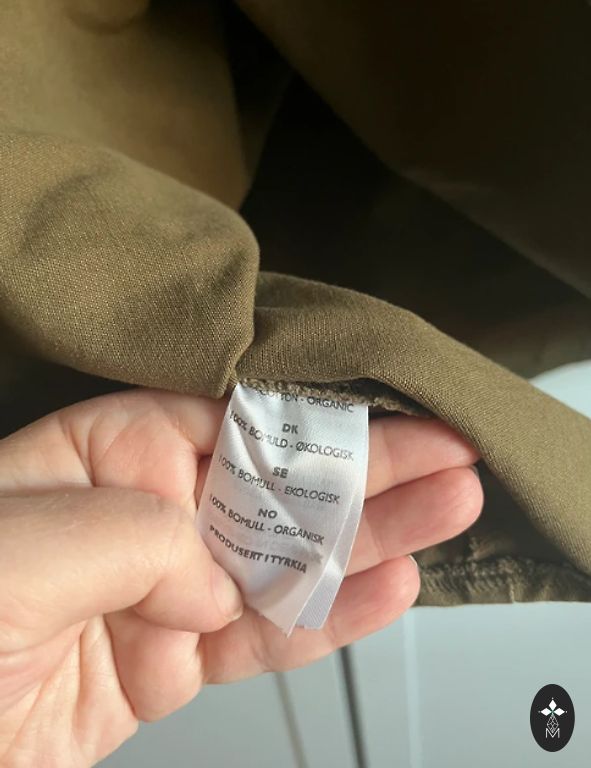 COTTON - ORGANIC
DK
100% BOMULD - ØKOLOGISK
SE
100% BOMULL - EKOLOGISK
NO
100% BOMULL - ORGANISK
PRODUSERT I TYRKIA
M